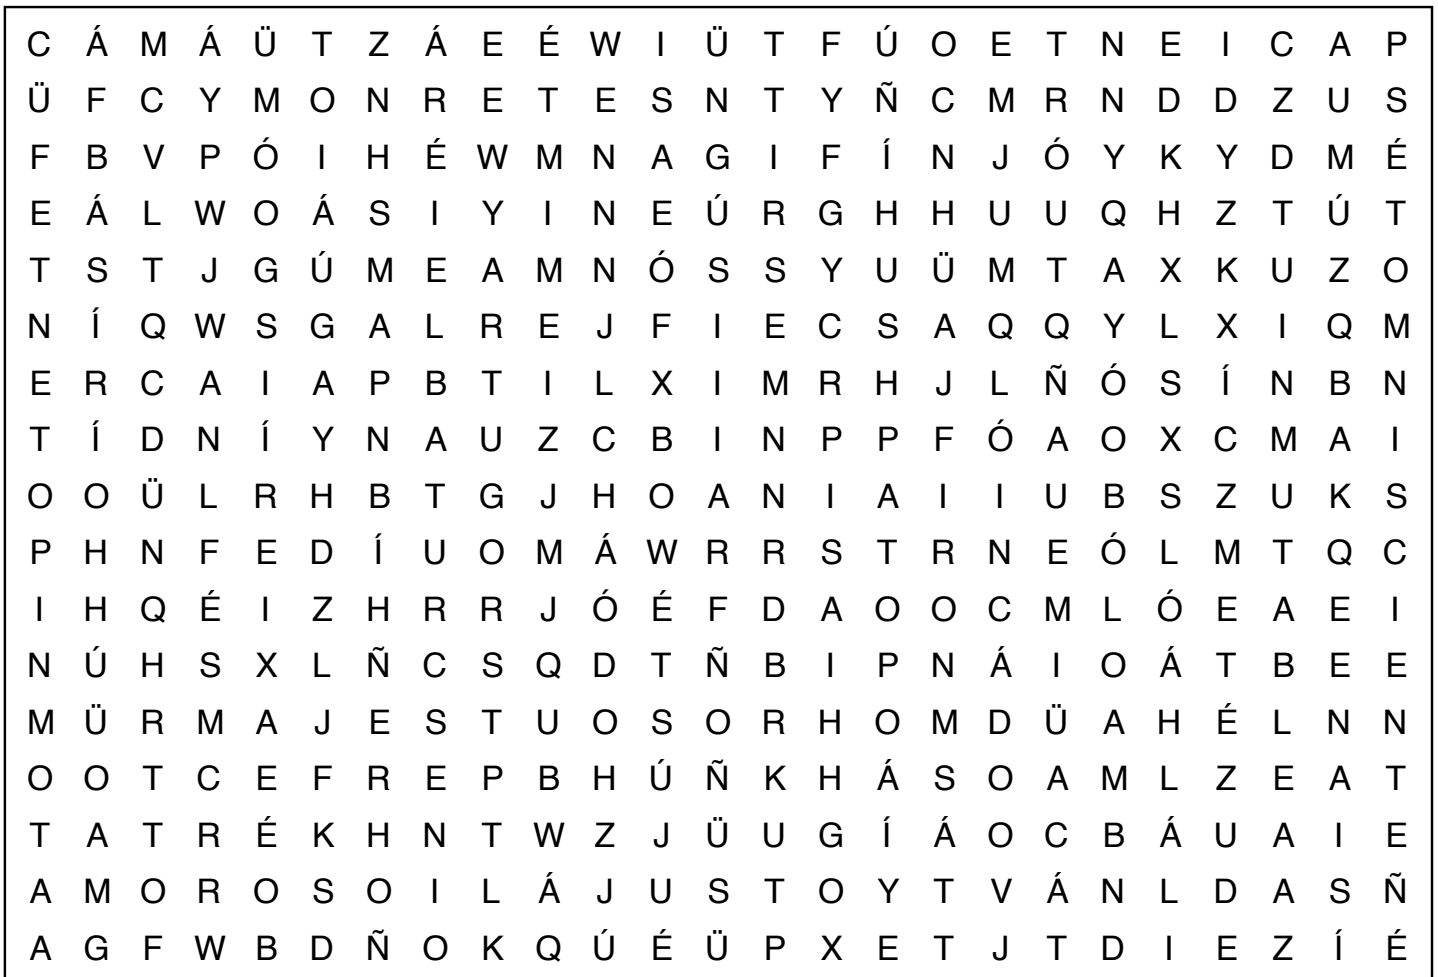 C Á M Á Ü T Z Á E É W I Ü T F Ú O E T N E I C A P
Ü F C Y M O N R E T E S N T Y Ñ C M R N D D Z U S
F B V P Ó I H É W M N A G I F Í N J Ó Y K Y D M É
E Á L W O Á S I Y I N E Ú R G H H U U Q H Z T Ú T
T S T J G Ú M E A M N Ó S S Y U Ü M T A X K U Z O
N Í Q W S G A L R E J F I E C S A Q Q Y L X I Q M
E R C A I A P B T I L X I M R H J L Ñ Ó S Í N B N
T Í D N Í Y N A U Z C B I N P P F Ó A O X C M A I
O O Ü L R H B T G J H O A N I A I I U B S Z U K S
P H N F E D Í U O M Á W R R S T R N E Ó L M T Q C
I H Q É I Z H R R J Ó É F D A O O C M L Ó E A E I
N Ú H S X L Ñ C S Q D T Ñ B I P N Á I O Á T B E E
M Ü R M A J E S T U O S O R H O M D Ü A H É L N N
O O T C E F R E P B H Ú Ñ K H Á S O A M L Z E A T
T A T R É K H N T W Z J Ü U G Í Á O C B Á U A I E
A M O R O S O I L Á J U S T O Y T V Á N L D A S Ñ
A G F W B D Ñ O K Q Ú É Ü P X E T J T D I E Z Í É